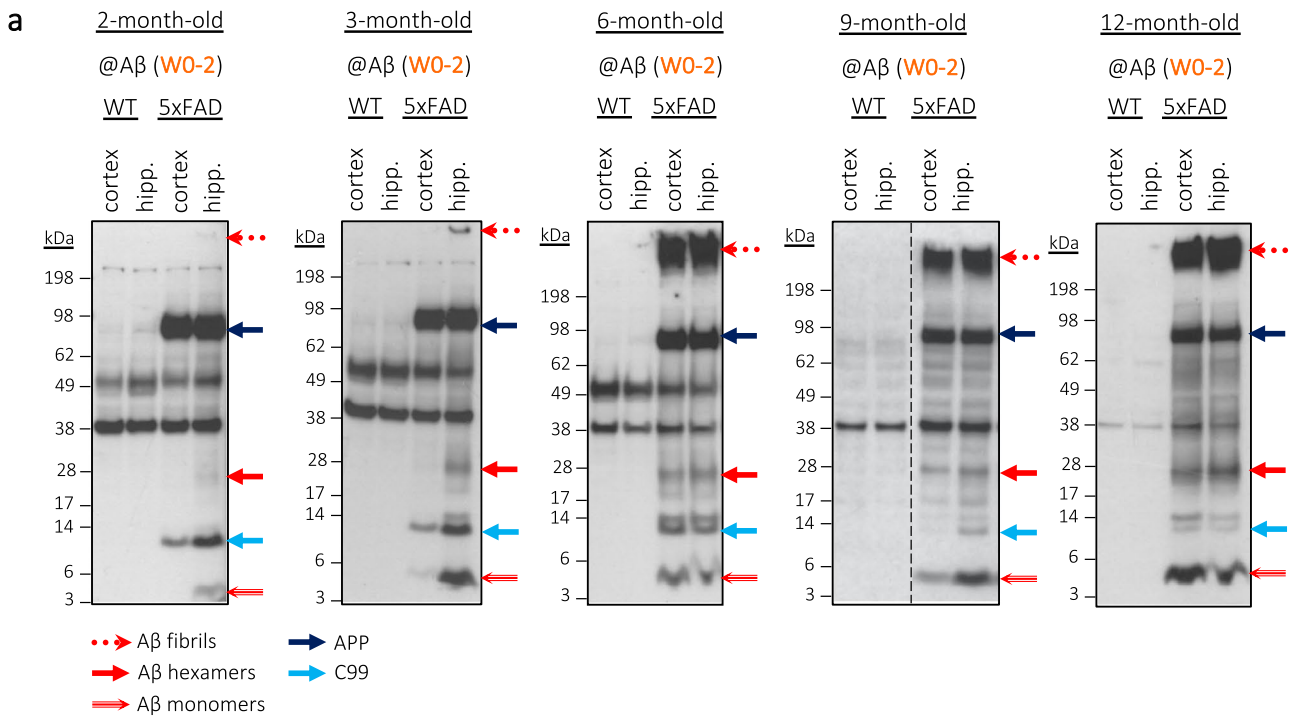 a
2-month-old 3-month-old 6-month-old 9-month-old 12-month-old
@Aβ (W0-2) @Aβ (W0-2) @Aβ (W0-2) @Aβ (W0-2) @Aβ (W0-2)
WT 5xFAD WT 5xFAD WT 5xFAD WT 5xFAD WT 5xFAD
cortex hipp. cortex hipp. cortex hipp. cortex hipp. cortex hipp. cortex hipp. cortex hipp. cortex hipp. cortex hipp. cortex hipp.
kDa kDa kDa kDa kDa
198 198 198 198 198
98 98 98 98 98
62 62 62 62 62
49 49 49 49 49
38 38 38 38 38
28 28 28 28 28
17 17 17 17 17
14 14 14 14 14
6 6 6 6 6
3 3 3 3 3
Aβ fibrils APP
Aβ hexamers C99
Aβ monomers